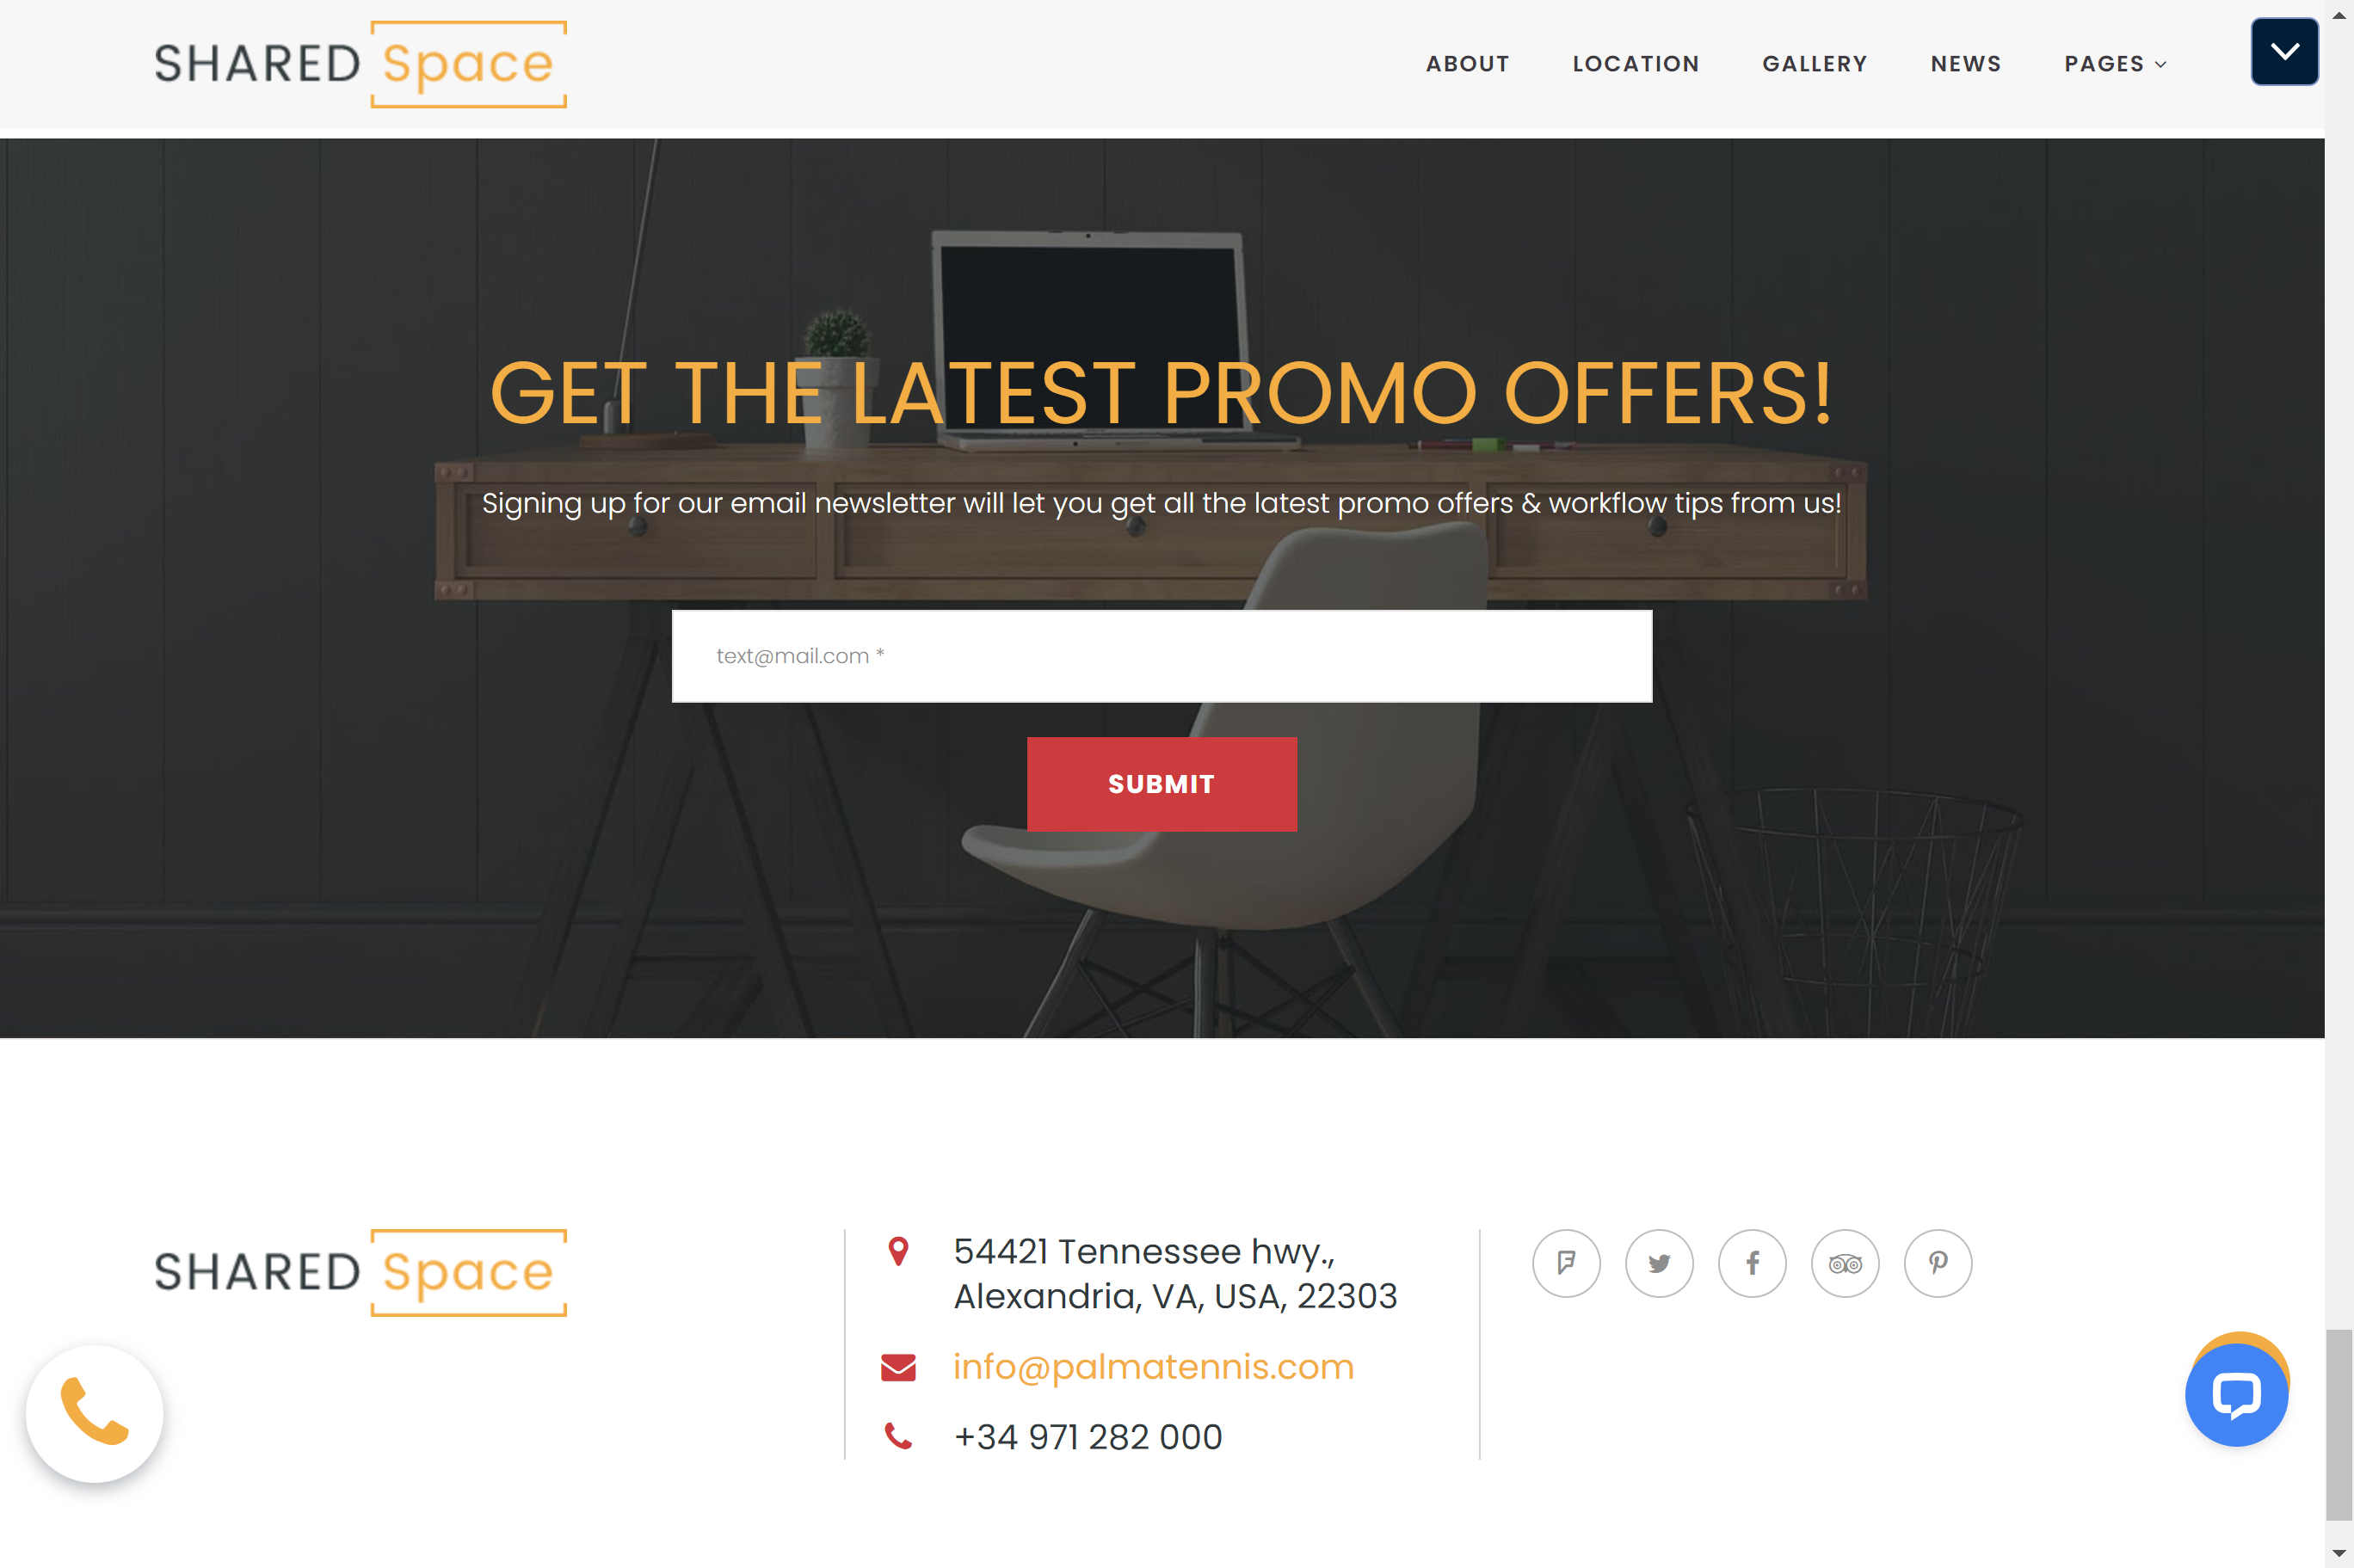 SHARED Space
ABOUT LOCATION GALLERY NEWS PAGES
GET THE LATEST PROMO OFFERS!
Signing up for our email newsletter will let you get all the latest promo offers & workflow tips from us!
text@mail.com *
SUBMIT
SHARED Space
54421 Tennessee hwy.,
Alexandria, VA, USA, 22303
info@palmatennis.com
+34 971 282 000